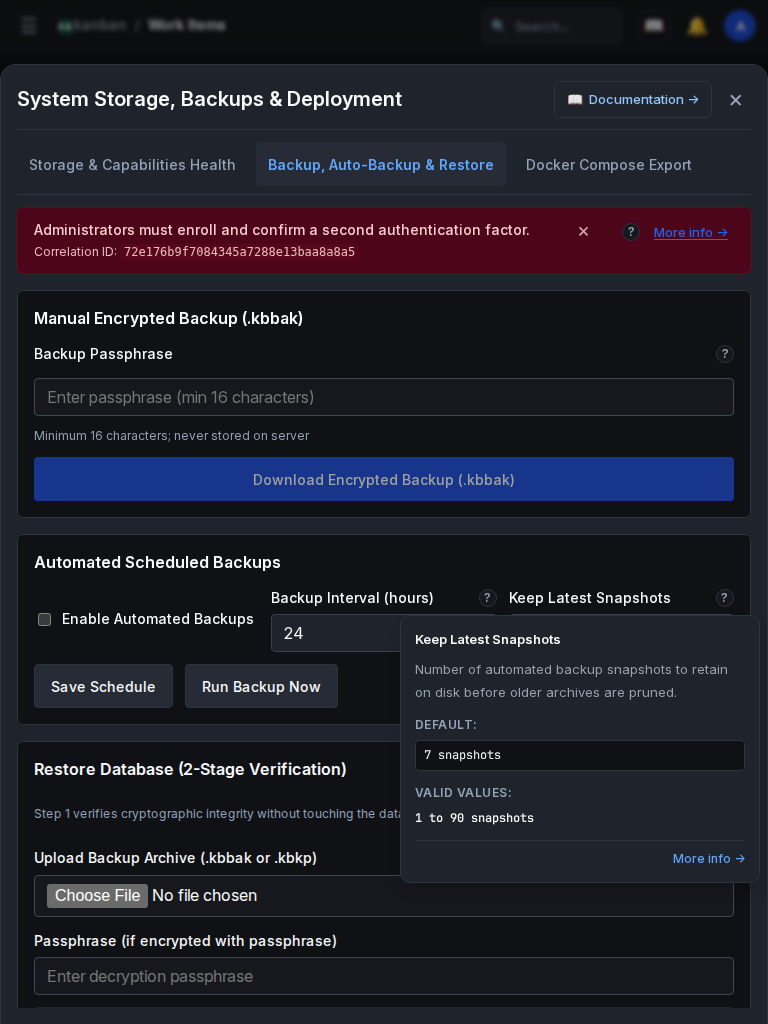 kanban / Work Items
Search...
A
System Storage, Backups & Deployment
Documentation →
×
Storage & Capabilities Health
Backup, Auto-Backup & Restore
Docker Compose Export
Administrators must enroll and confirm a second authentication factor.
×
?
More info →
Correlation ID: 72e176b9f7084345a7288e13baa8a8a5
Manual Encrypted Backup (.kbbak)
Backup Passphrase
?
Enter passphrase (min 16 characters)
Minimum 16 characters; never stored on server
Download Encrypted Backup (.kbbak)
Automated Scheduled Backups
Enable Automated Backups
Backup Interval (hours)
?
24
Keep Latest Snapshots
?
Save Schedule
Run Backup Now
Keep Latest Snapshots
Number of automated backup snapshots to retain
on disk before older archives are pruned.
DEFAULT:
7 snapshots
VALID VALUES:
1 to 90 snapshots
More info →
Restore Database (2-Stage Verification)
Step 1 verifies cryptographic integrity without touching the
Upload Backup Archive (.kbbak or .kbkp)
Choose File No file chosen
Passphrase (if encrypted with passphrase)
Enter decryption passphrase